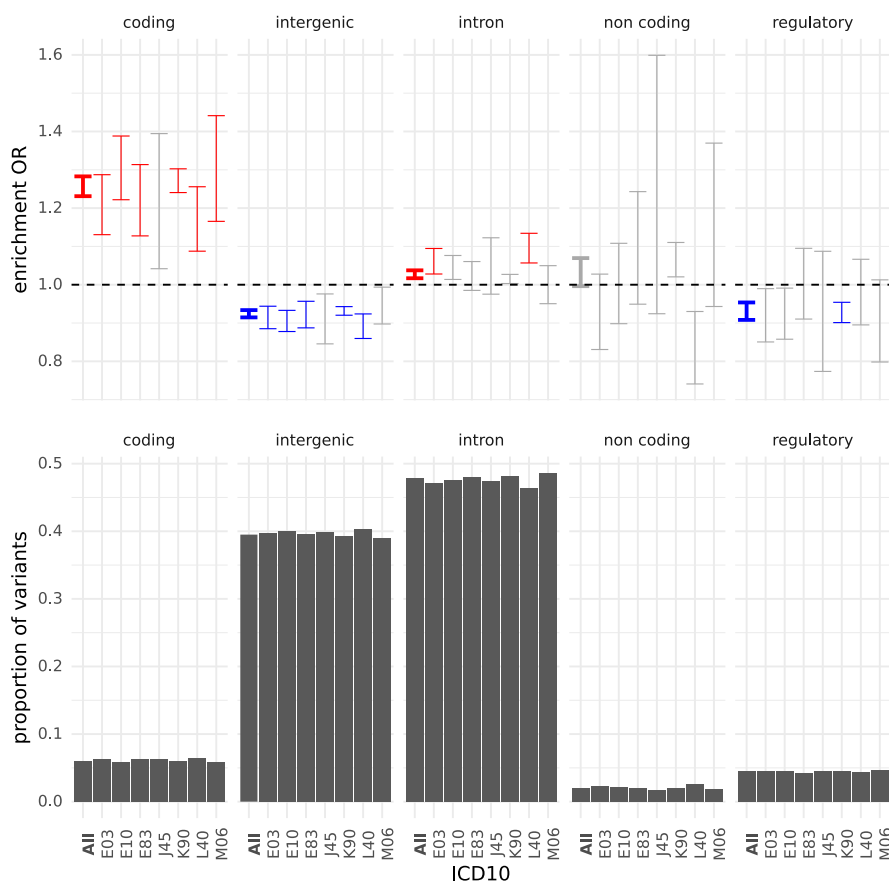 coding intergenic intron non coding regulatory
enrichment OR
1.6
1.4
1.2
1.0
0.8
coding intergenic intron non coding regulatory
proportion of variants
0.5
0.4
0.3
0.2
0.1
0.0
All E03 E10 E83 J45 K90 L40 M06 All E03 E10 E83 J45 K90 L40 M06 All E03 E10 E83 J45 K90 L40 M06 All E03 E10 E83 J45 K90 L40 M06 All E03 E10 E83 J45 K90 L40 M06
ICD10